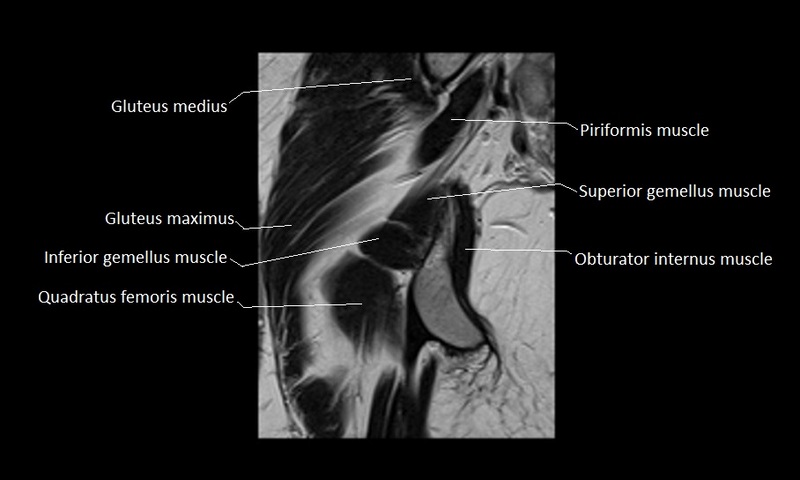 Gluteus medius
Piriformis muscle
Superior gemellus muscle
Gluteus maximus
Inferior gemellus muscle
Obturator internus muscle
Quadratus femoris muscle